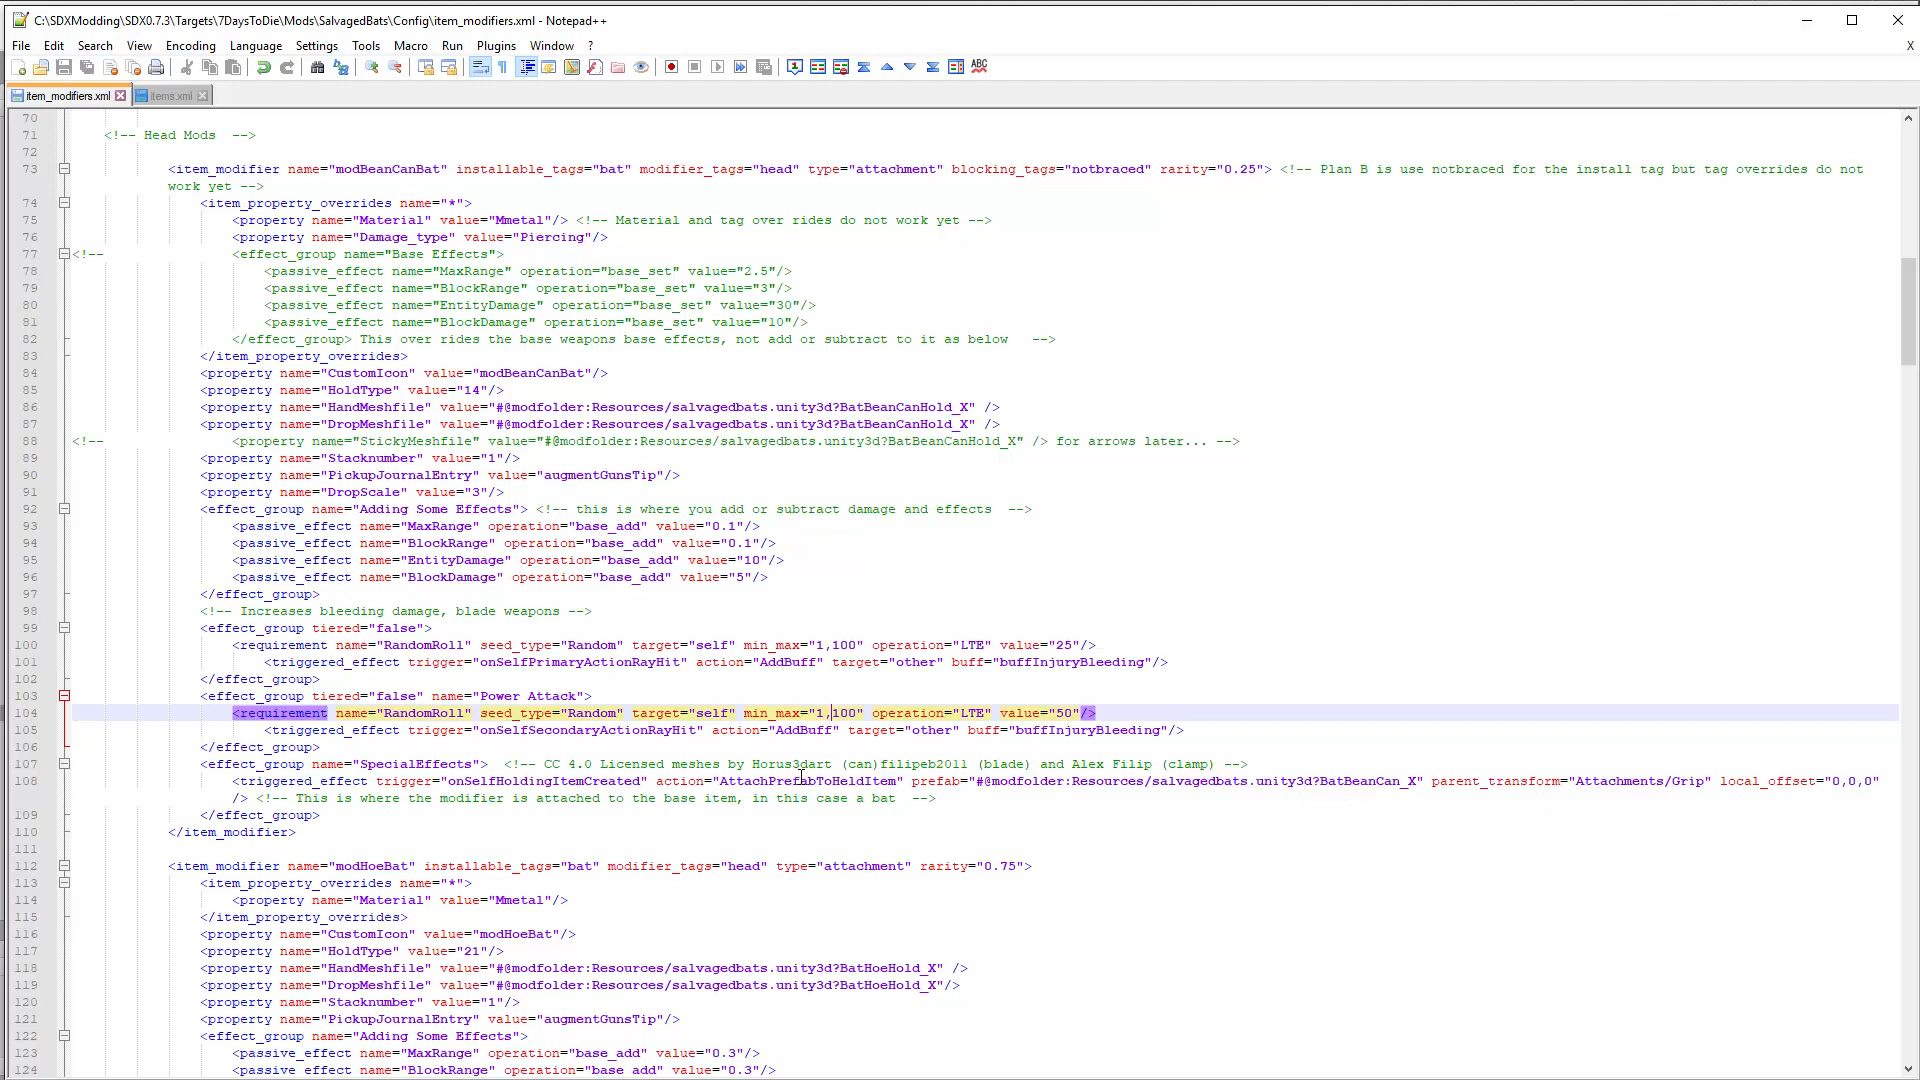 C:\SDXModding\SDX0.7.3\Targets\7DaysToDie\Mods\SalvagedBats\Config\item_modifiers.xml - Notepad++
File Edit Search View Encoding Language Settings Tools Macro Run Plugins Window ? X
item_modifiers.xml items.xml
70
71 <!-- Head Mods -->
72
73 <item_modifier name="modBeanCanBat" installable_tags="bat" modifier_tags="head" type="attachment" blocking_tags="notbraced" rarity="0.25"> <!-- Plan B is use notbraced for the install tag but tag overrides do not
work yet -->
74 <item_property_overrides name="*">
75 <property name="Material" value="Mmetal"/> <!-- Material and tag over rides do not work yet -->
76 <property name="Damage_type" value="Piercing"/>
77 <!-- <effect_group name="Base Effects">
78 <passive_effect name="MaxRange" operation="base_set" value="2.5"/>
79 <passive_effect name="BlockRange" operation="base_set" value="3"/>
80 <passive_effect name="EntityDamage" operation="base_set" value="30"/>
81 <passive_effect name="BlockDamage" operation="base_set" value="10"/>
82 </effect_group> This over rides the base weapons base effects, not add or subtract to it as below -->
83 </item_property_overrides>
84 <property name="CustomIcon" value="modBeanCanBat"/>
85 <property name="HoldType" value="14"/>
86 <property name="HandMeshfile" value="#@modfolder:Resources/salvagedbats.unity3d?BatBeanCanHold_X" />
87 <property name="DropMeshfile" value="#@modfolder:Resources/salvagedbats.unity3d?BatBeanCanHold_X" />
88 <!-- <property name="StickyMeshfile" value="#@modfolder:Resources/salvagedbats.unity3d?BatBeanCanHold_X" /> for arrows later... -->
89 <property name="Stacknumber" value="1"/>
90 <property name="PickupJournalEntry" value="augmentGunsTip"/>
91 <property name="DropScale" value="3"/>
92 <effect_group name="Adding Some Effects"> <!-- this is where you add or subtract damage and effects -->
93 <passive_effect name="MaxRange" operation="base_add" value="0.1"/>
94 <passive_effect name="BlockRange" operation="base_add" value="0.1"/>
95 <passive_effect name="EntityDamage" operation="base_add" value="10"/>
96 <passive_effect name="BlockDamage" operation="base_add" value="5"/>
97 </effect_group>
98 <!-- Increases bleeding damage, blade weapons -->
99 <effect_group tiered="false">
100 <requirement name="RandomRoll" seed_type="Random" target="self" min_max="1,100" operation="LTE" value="25"/>
101 <triggered_effect trigger="onSelfPrimaryActionRayHit" action="AddBuff" target="other" buff="buffInjuryBleeding"/>
102 </effect_group>
103 <effect_group tiered="false" name="Power Attack">
104 <requirement name="RandomRoll" seed_type="Random" target="self" min_max="1,100" operation="LTE" value="50"/>
105 <triggered_effect trigger="onSelfSecondaryActionRayHit" action="AddBuff" target="other" buff="buffInjuryBleeding"/>
106 </effect_group>
107 <effect_group name="SpecialEffects"> <!-- CC 4.0 Licensed meshes by Horus3dart (can)filipeb2011 (blade) and Alex Filip (clamp) -->
108 <triggered_effect trigger="onSelfHoldingItemCreated" action="AttachPrefabToHeldItem" prefab="#@modfolder:Resources/salvagedbats.unity3d?BatBeanCan_X" parent_transform="Attachments/Grip" local_offset="0,0,0"
/> <!-- This is where the modifier is attached to the base item, in this case a bat -->
109 </effect_group>
110 </item_modifier>
111
112 <item_modifier name="modHoeBat" installable_tags="bat" modifier_tags="head" type="attachment" rarity="0.75">
113 <item_property_overrides name="*">
114 <property name="Material" value="Mmetal"/>
115 </item_property_overrides>
116 <property name="CustomIcon" value="modHoeBat"/>
117 <property name="HoldType" value="21"/>
118 <property name="HandMeshfile" value="#@modfolder:Resources/salvagedbats.unity3d?BatHoeHold_X" />
119 <property name="DropMeshfile" value="#@modfolder:Resources/salvagedbats.unity3d?BatHoeHold_X"/>
120 <property name="Stacknumber" value="1"/>
121 <property name="PickupJournalEntry" value="augmentGunsTip"/>
122 <effect_group name="Adding Some Effects">
123 <passive_effect name="MaxRange" operation="base_add" value="0.3"/>
124 <passive_effect name="BlockRange" operation="base_add" value="0.3"/>